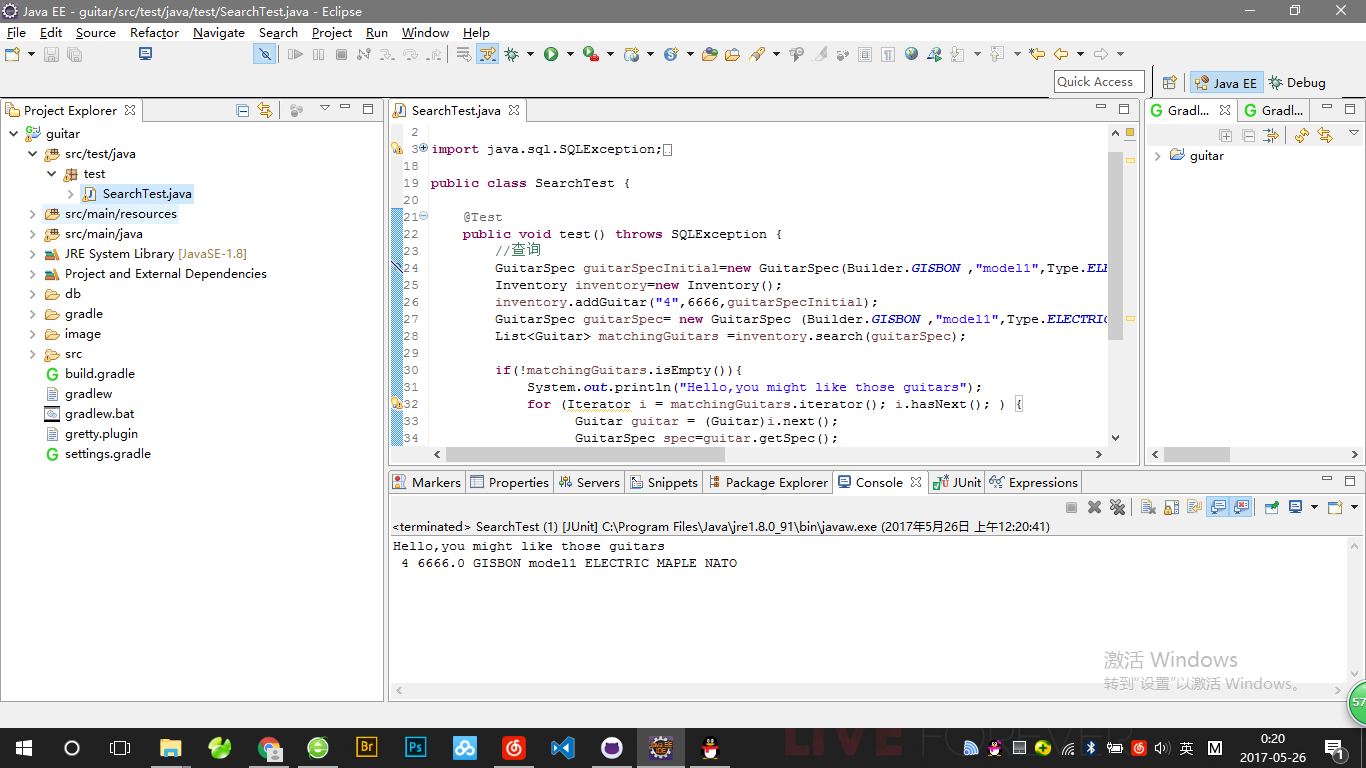 Java EE - guitar/src/test/java/test/SearchTest.java - Eclipse
File Edit Source Refactor Navigate Search Project Run Window Help
Quick Access
Java EE
Debug
Project Explorer
guitar
src/test/java
test
SearchTest.java
src/main/resources
src/main/java
JRE System Library [JavaSE-1.8]
Project and External Dependencies
db
gradle
image
src
build.gradle
gradlew
gradlew.bat
gretty.plugin
settings.gradle
SearchTest.java
2
3 import java.sql.SQLException;
18
19 public class SearchTest {
20
21 @Test
22 public void test() throws SQLException {
23 //查询
24 GuitarSpec guitarSpecInitial=new GuitarSpec(Builder.GISBON ,"model1",Type.ELE
25 Inventory inventory=new Inventory();
26 inventory.addGuitar("4",6666,guitarSpecInitial);
27 GuitarSpec guitarSpec= new GuitarSpec (Builder.GISBON ,"model1",Type.ELECTRIC
28 List<Guitar> matchingGuitars =inventory.search(guitarSpec);
29
30 if(!matchingGuitars.isEmpty()){
31 System.out.println("Hello,you might like those guitars");
32 for (Iterator i = matchingGuitars.iterator(); i.hasNext(); ) {
33 Guitar guitar = (Guitar)i.next();
34 GuitarSpec spec=guitar.getSpec();
Gradl... Gradl...
guitar
Markers Properties Servers Snippets Package Explorer Console JUnit Expressions
<terminated> SearchTest (1) [JUnit] C:\Program Files\Java\jre1.8.0_91\bin\javaw.exe (2017年5月26日 上午12:20:41)
Hello,you might like those guitars
4 6666.0 GISBON model1 ELECTRIC MAPLE NATO
激活 Windows
转到"设置"以激活 Windows。
57
Br
Ps
LIVE FOREVER
英
M
0:20
2017-05-26
1